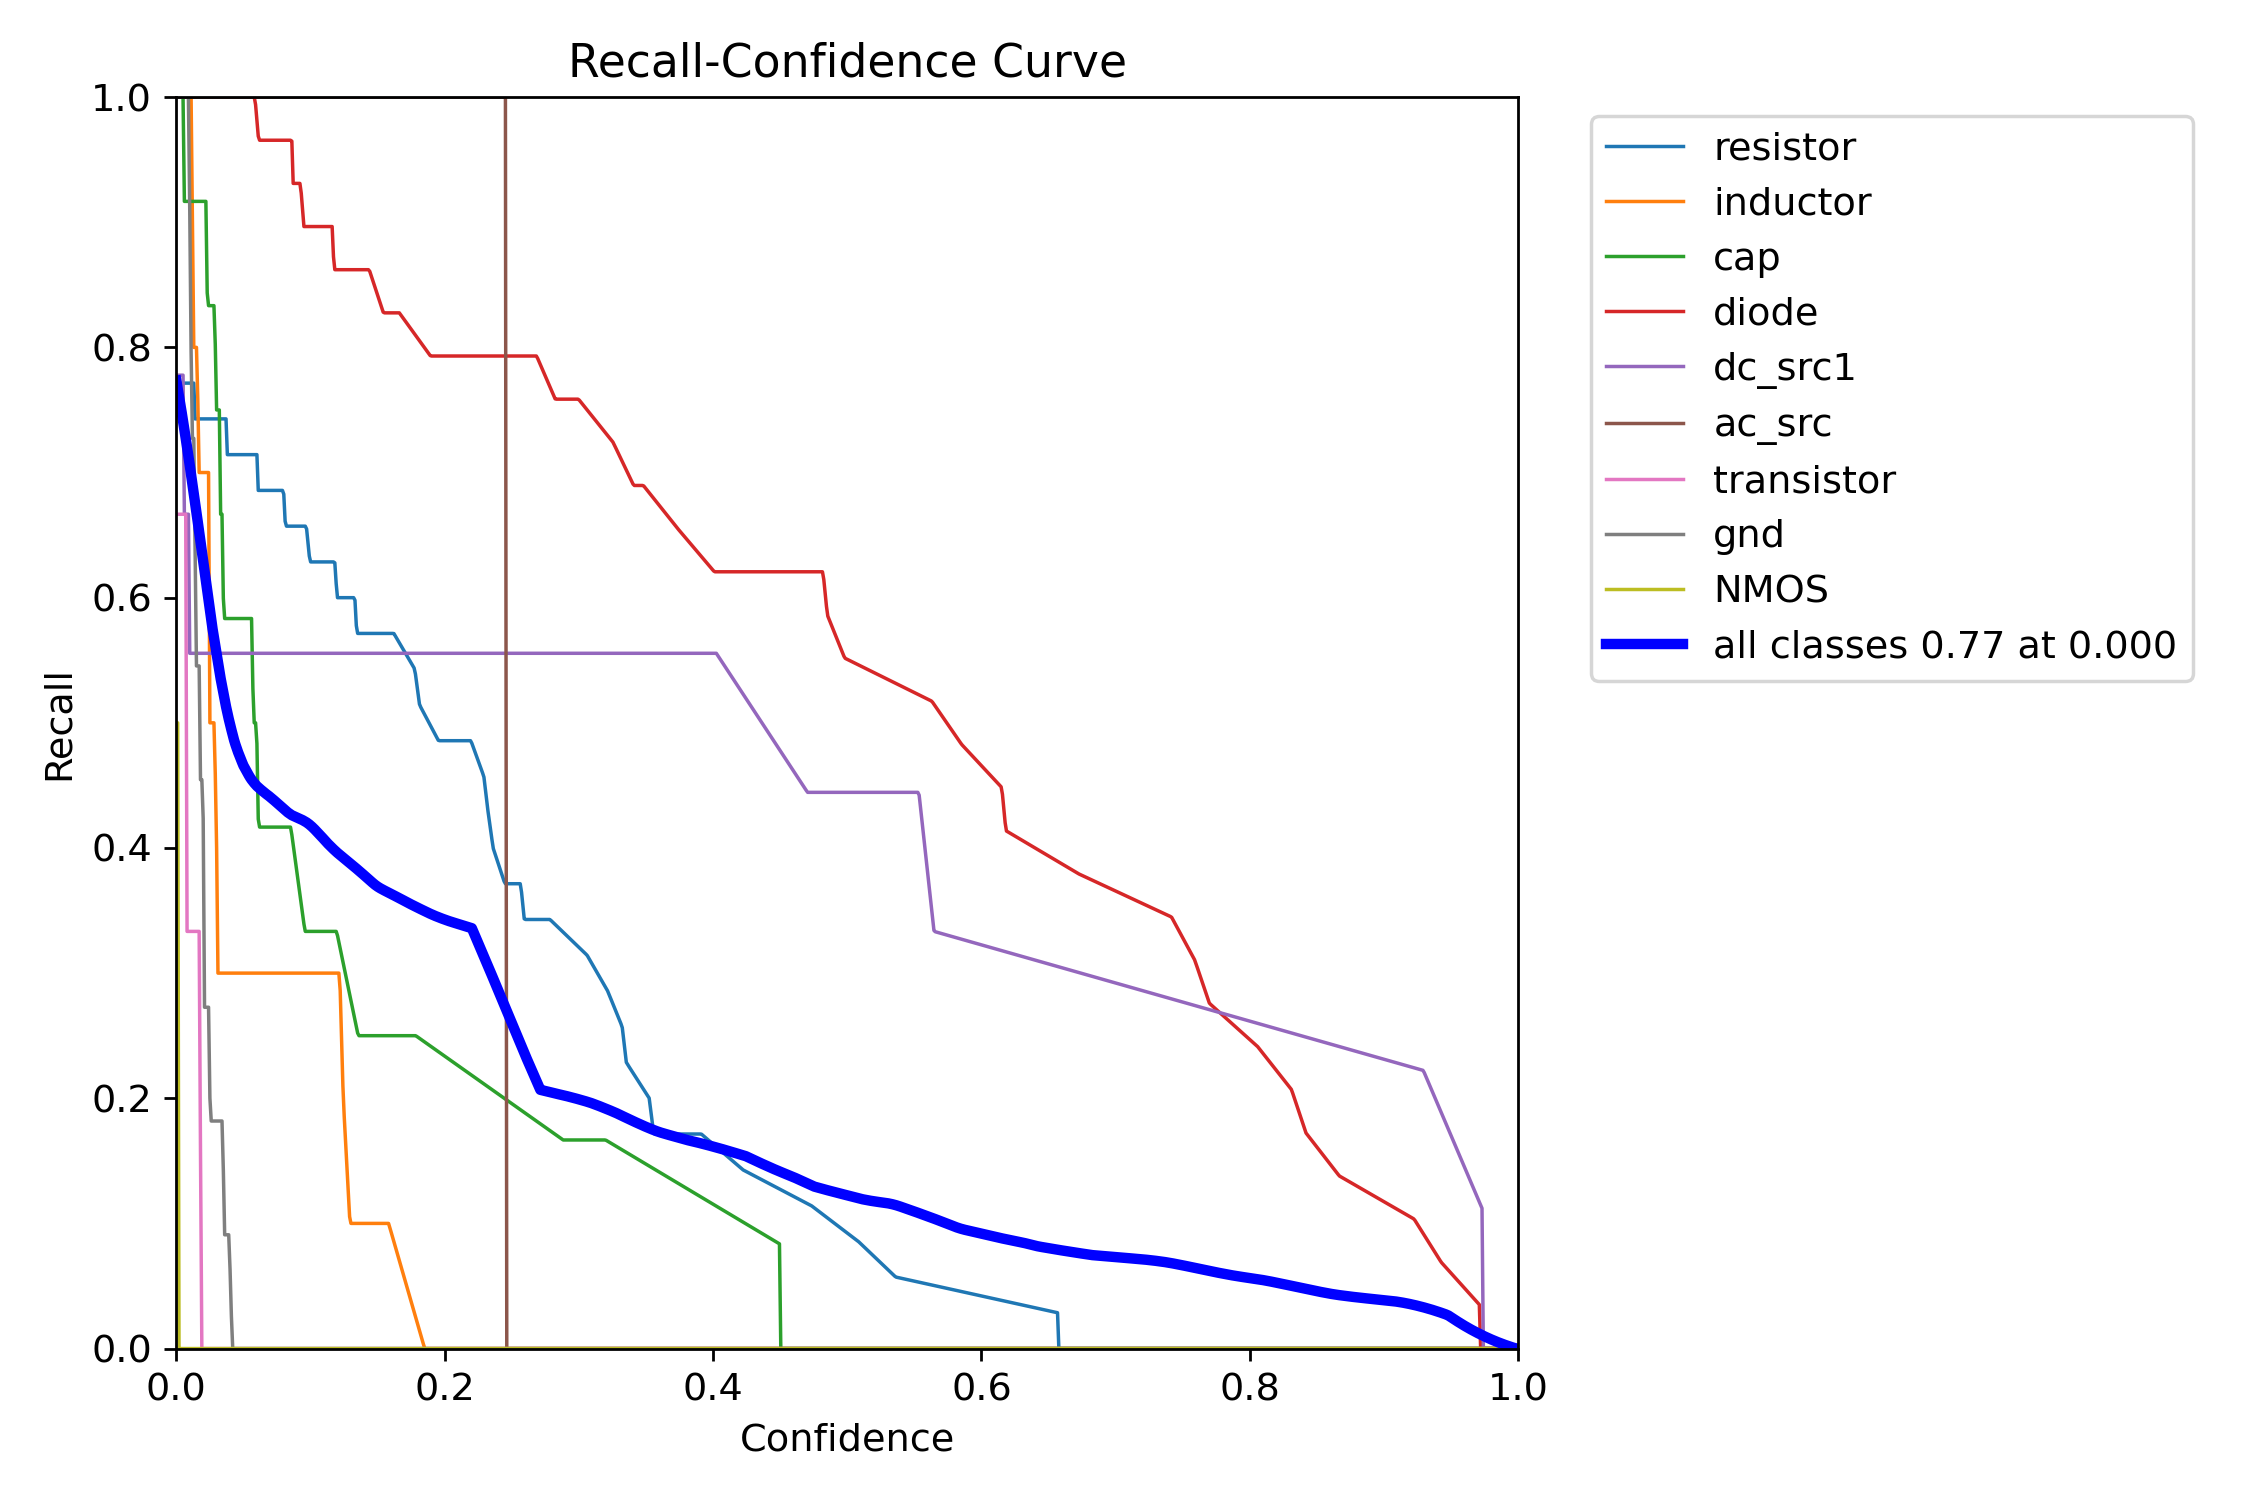 Recall-Confidence Curve
1.0
0.8
0.6
0.4
0.2
0.0
Recall
0.0 0.2 0.4 0.6 0.8 1.0
Confidence
resistor
inductor
cap
diode
dc_src1
ac_src
transistor
gnd
NMOS
all classes 0.77 at 0.000